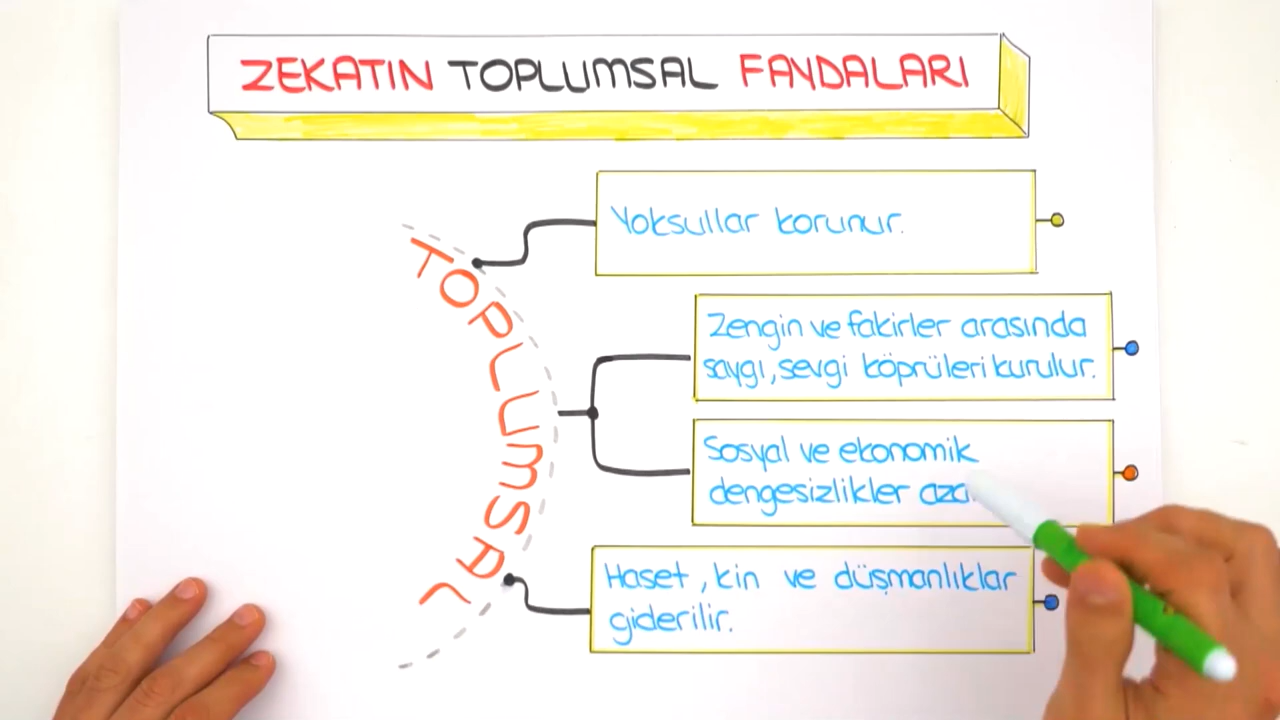 ZEKATIN TOPLUMSAL FAYDALARI
TOPLUMSAL
Yoksullar korunur.
Zengin ve fakirler arasında
saygı, sevgi köprüleri kurulur.
Sosyal ve ekonomik
dengesizlikler
Haset, kin ve düşmanlıklar
giderilir.